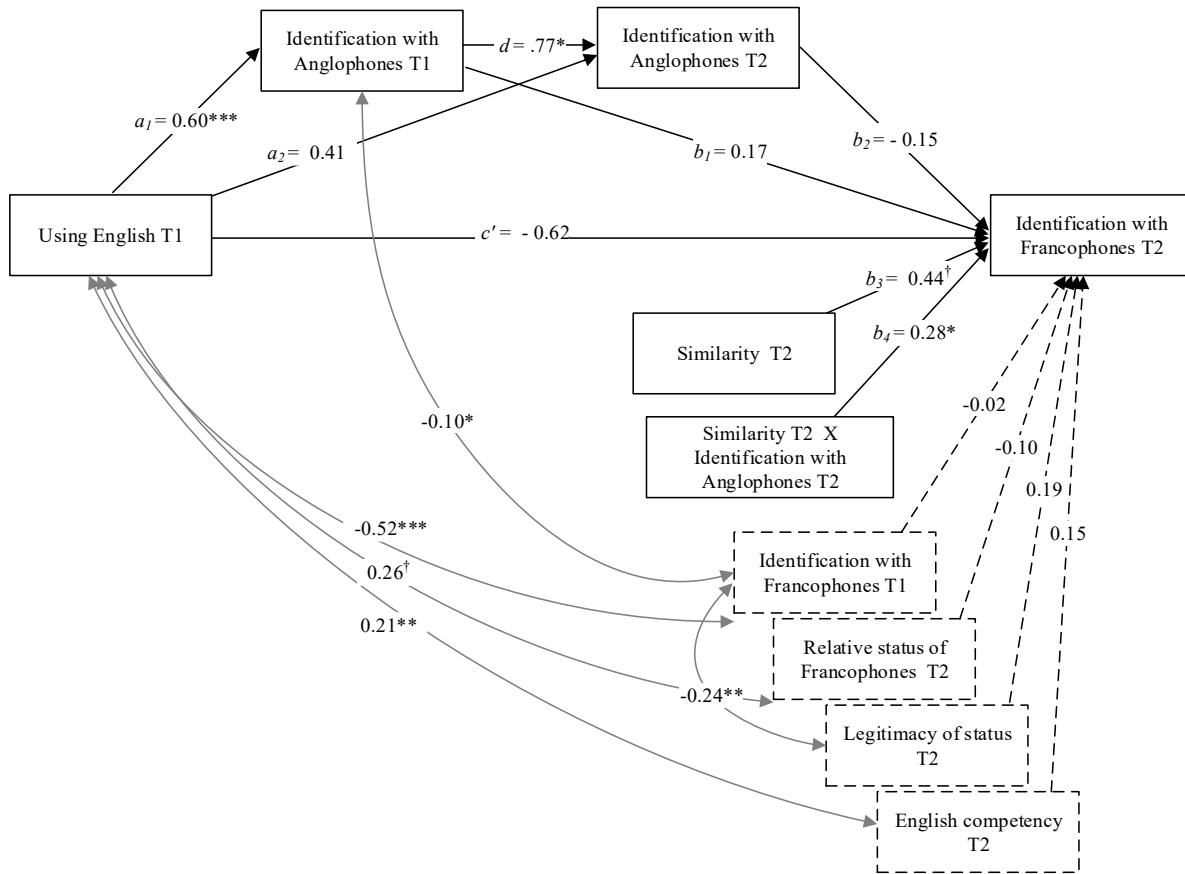 Identification with
Anglophones T1
d = .77*
Identification with
Anglophones T2
a1 = 0.60***
a2 = 0.41
b1 = 0.17
b2 = - 0.15
Using English T1
c' = - 0.62
Identification with
Francophones T2
b3 = 0.44†
Similarity T2
b4 = 0.28*
Similarity T2 X
Identification with
Anglophones T2
-0.10*
-0.02
-0.10
0.19
0.15
-0.52***
0.26†
0.21**
Identification with
Francophones T1
Relative status of
Francophones T2
-0.24**
Legitimacy of status
T2
English competency
T2